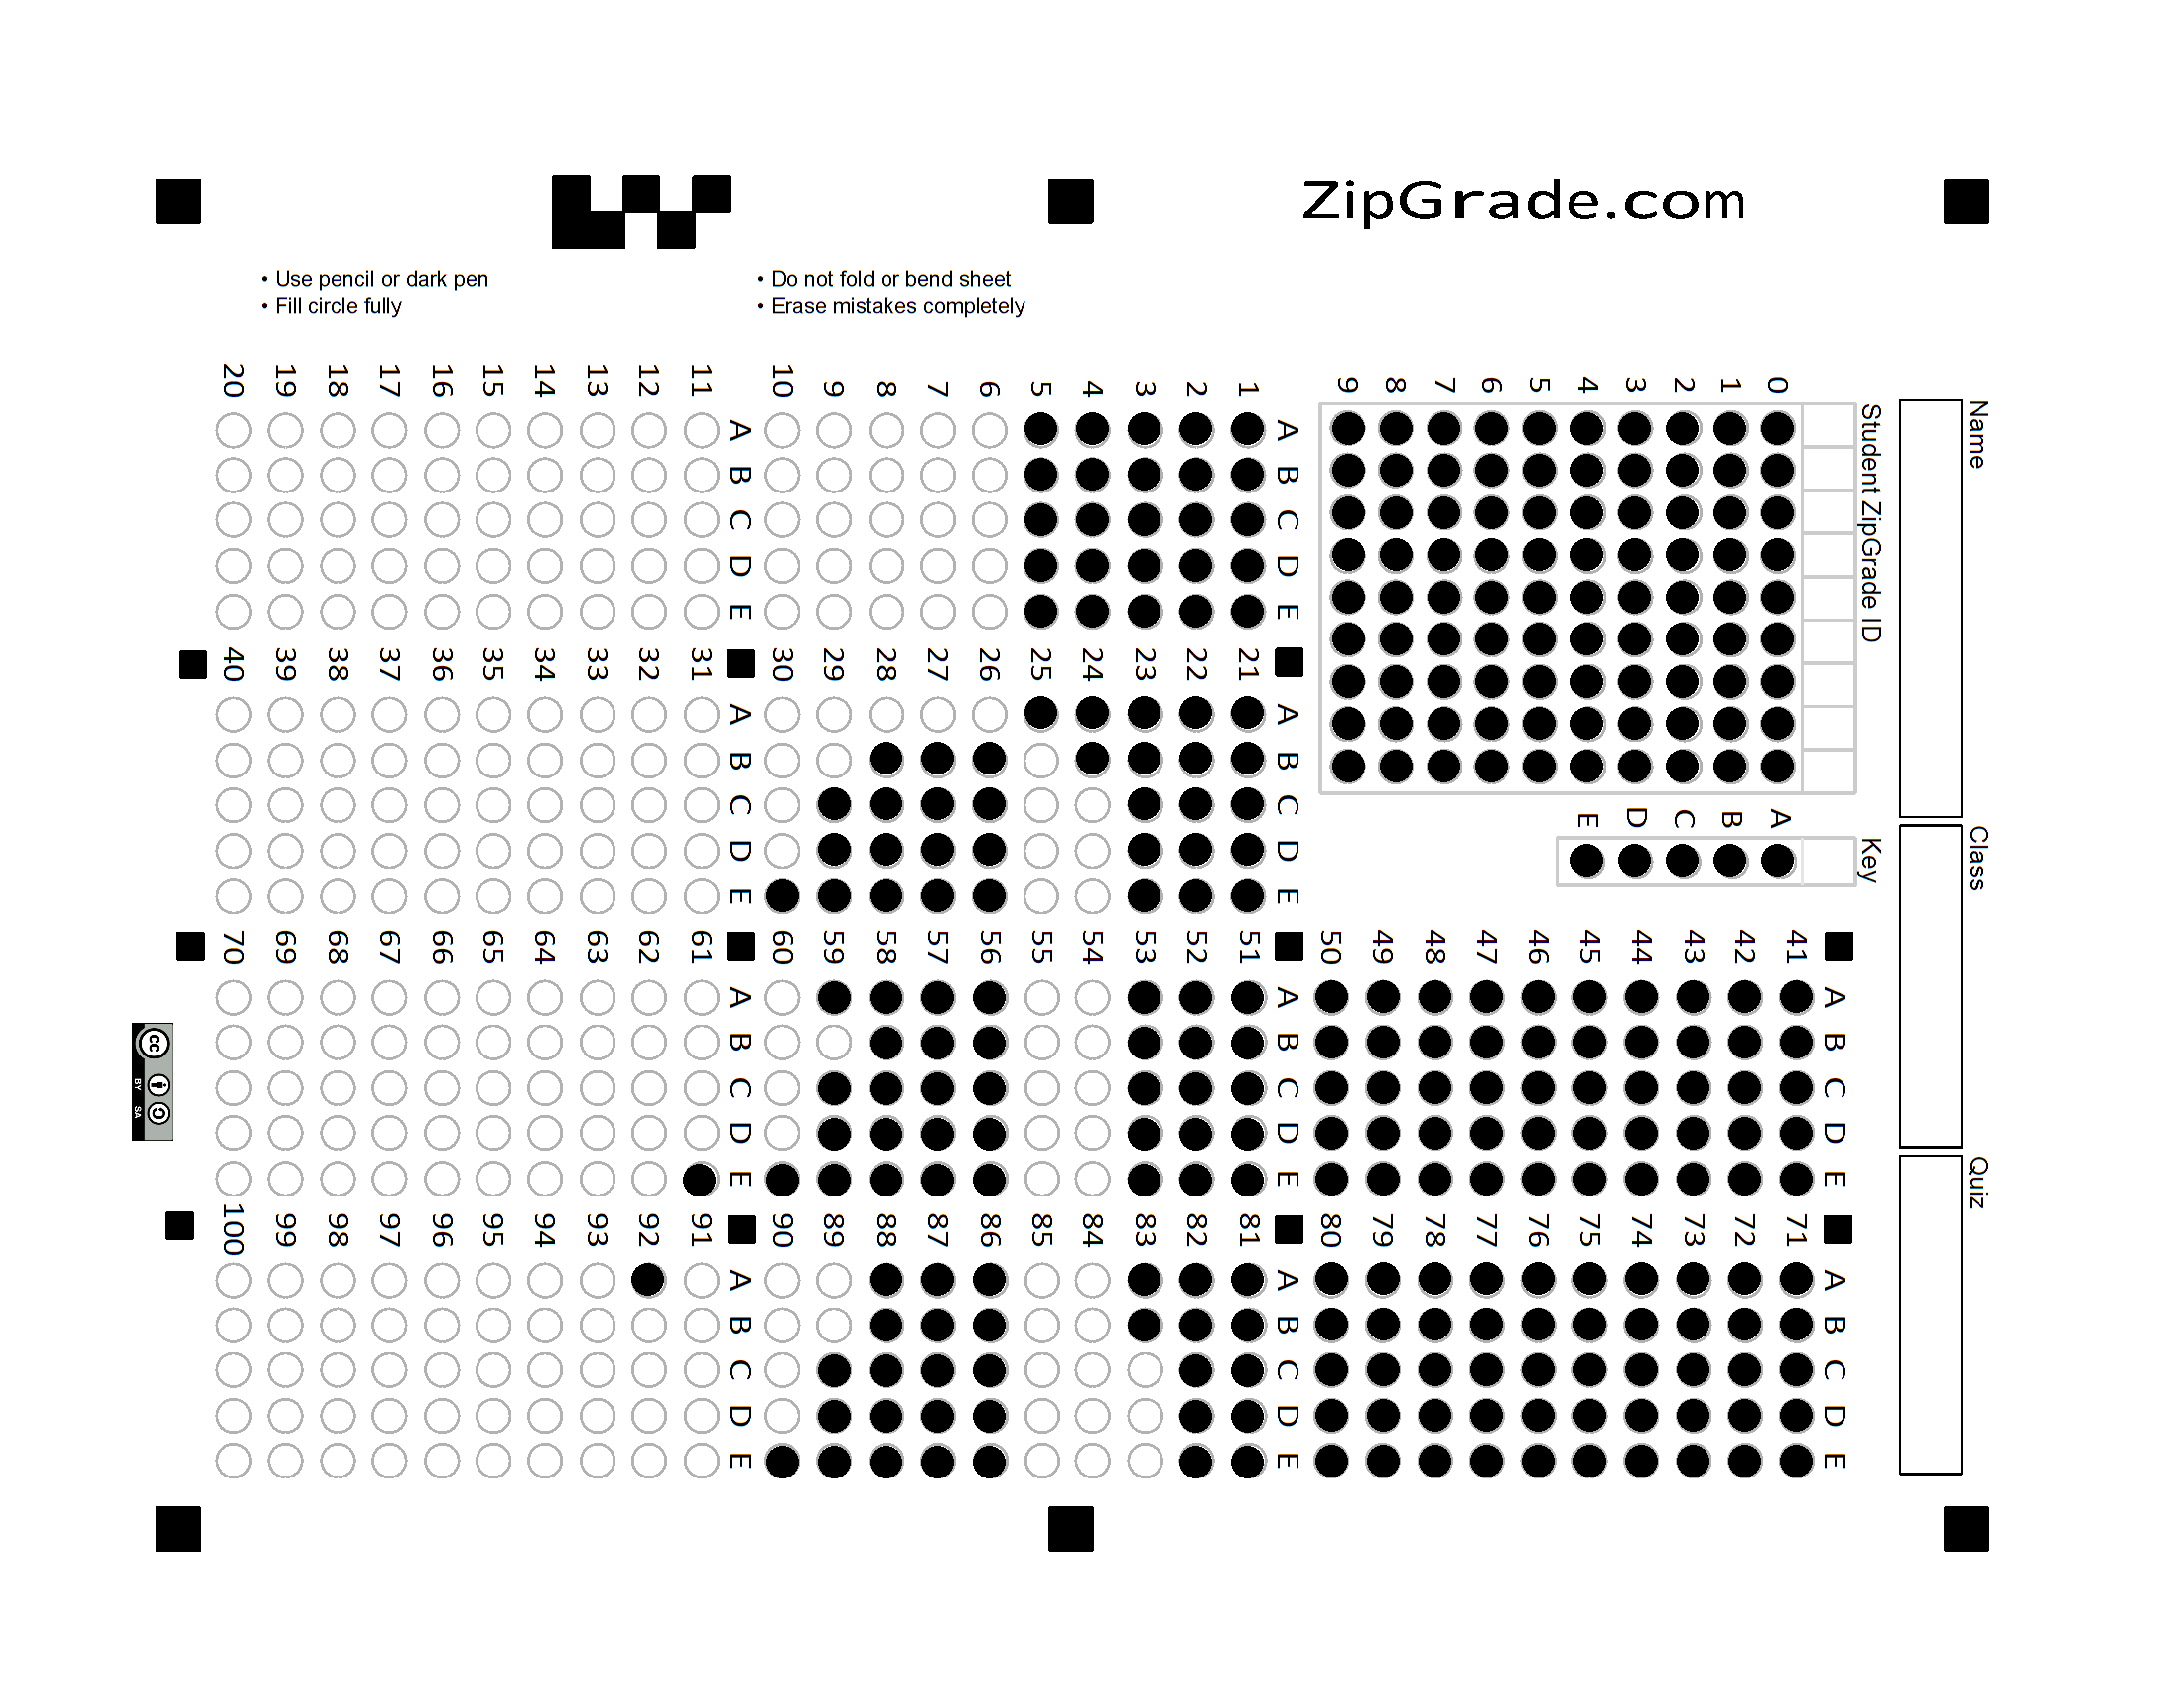 ZipGrade.com
• Use pencil or dark pen
• Fill circle fully
• Do not fold or bend sheet
• Erase mistakes completely
Name
Class
Quiz
Student ZipGrade ID
0 1 2 3 4 5 6 7 8 9
Key
A B C D E
1 2 3 4 5 6 7 8 9 10
A B C D E
11 12 13 14 15 16 17 18 19 20
A B C D E
21 22 23 24 25 26 27 28 29 30
A B C D E
31 32 33 34 35 36 37 38 39 40
A B C D E
41 42 43 44 45 46 47 48 49 50
A B C D E
51 52 53 54 55 56 57 58 59 60
A B C D E
61 62 63 64 65 66 67 68 69 70
A B C D E
71 72 73 74 75 76 77 78 79 80
A B C D E
81 82 83 84 85 86 87 88 89 90
A B C D E
91 92 93 94 95 96 97 98 99 100
A B C D E
cc
BY SA